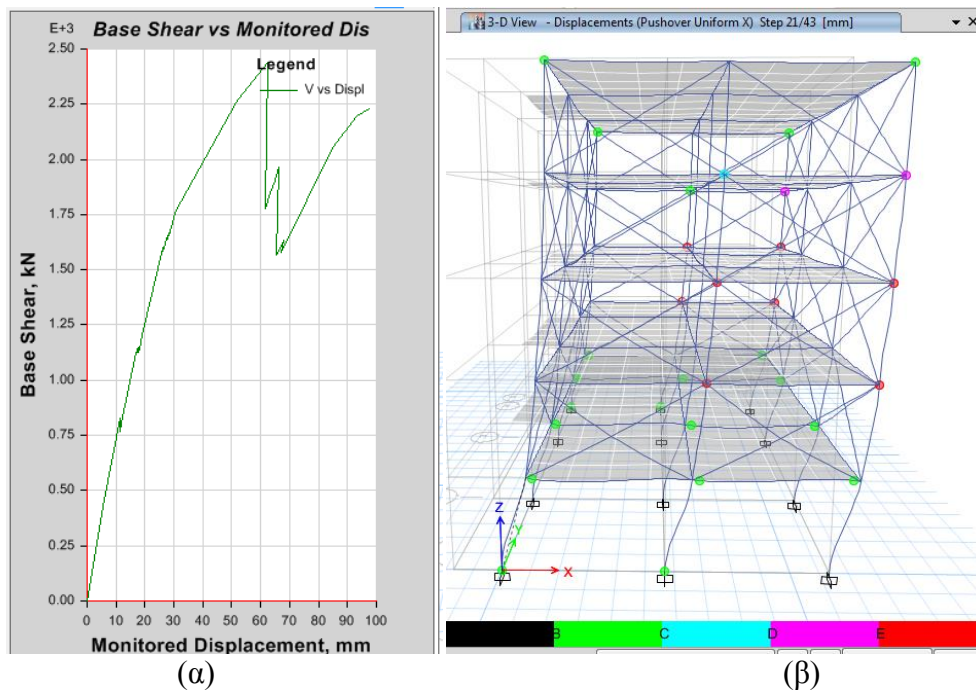 E+3
Base Shear vs Monitored Dis
2.50
2.25
2.00
1.75
1.50
1.25
1.00
0.75
0.50
0.25
0.00
Base Shear, kN
Legend
V vs Displ
0 10 20 30 40 50 60 70 80 90 100
Monitored Displacement, mm
(α)
3-D View - Displacements (Pushover Uniform X) Step 21/43 [mm]
Z
Y
X
B C D E
(β)